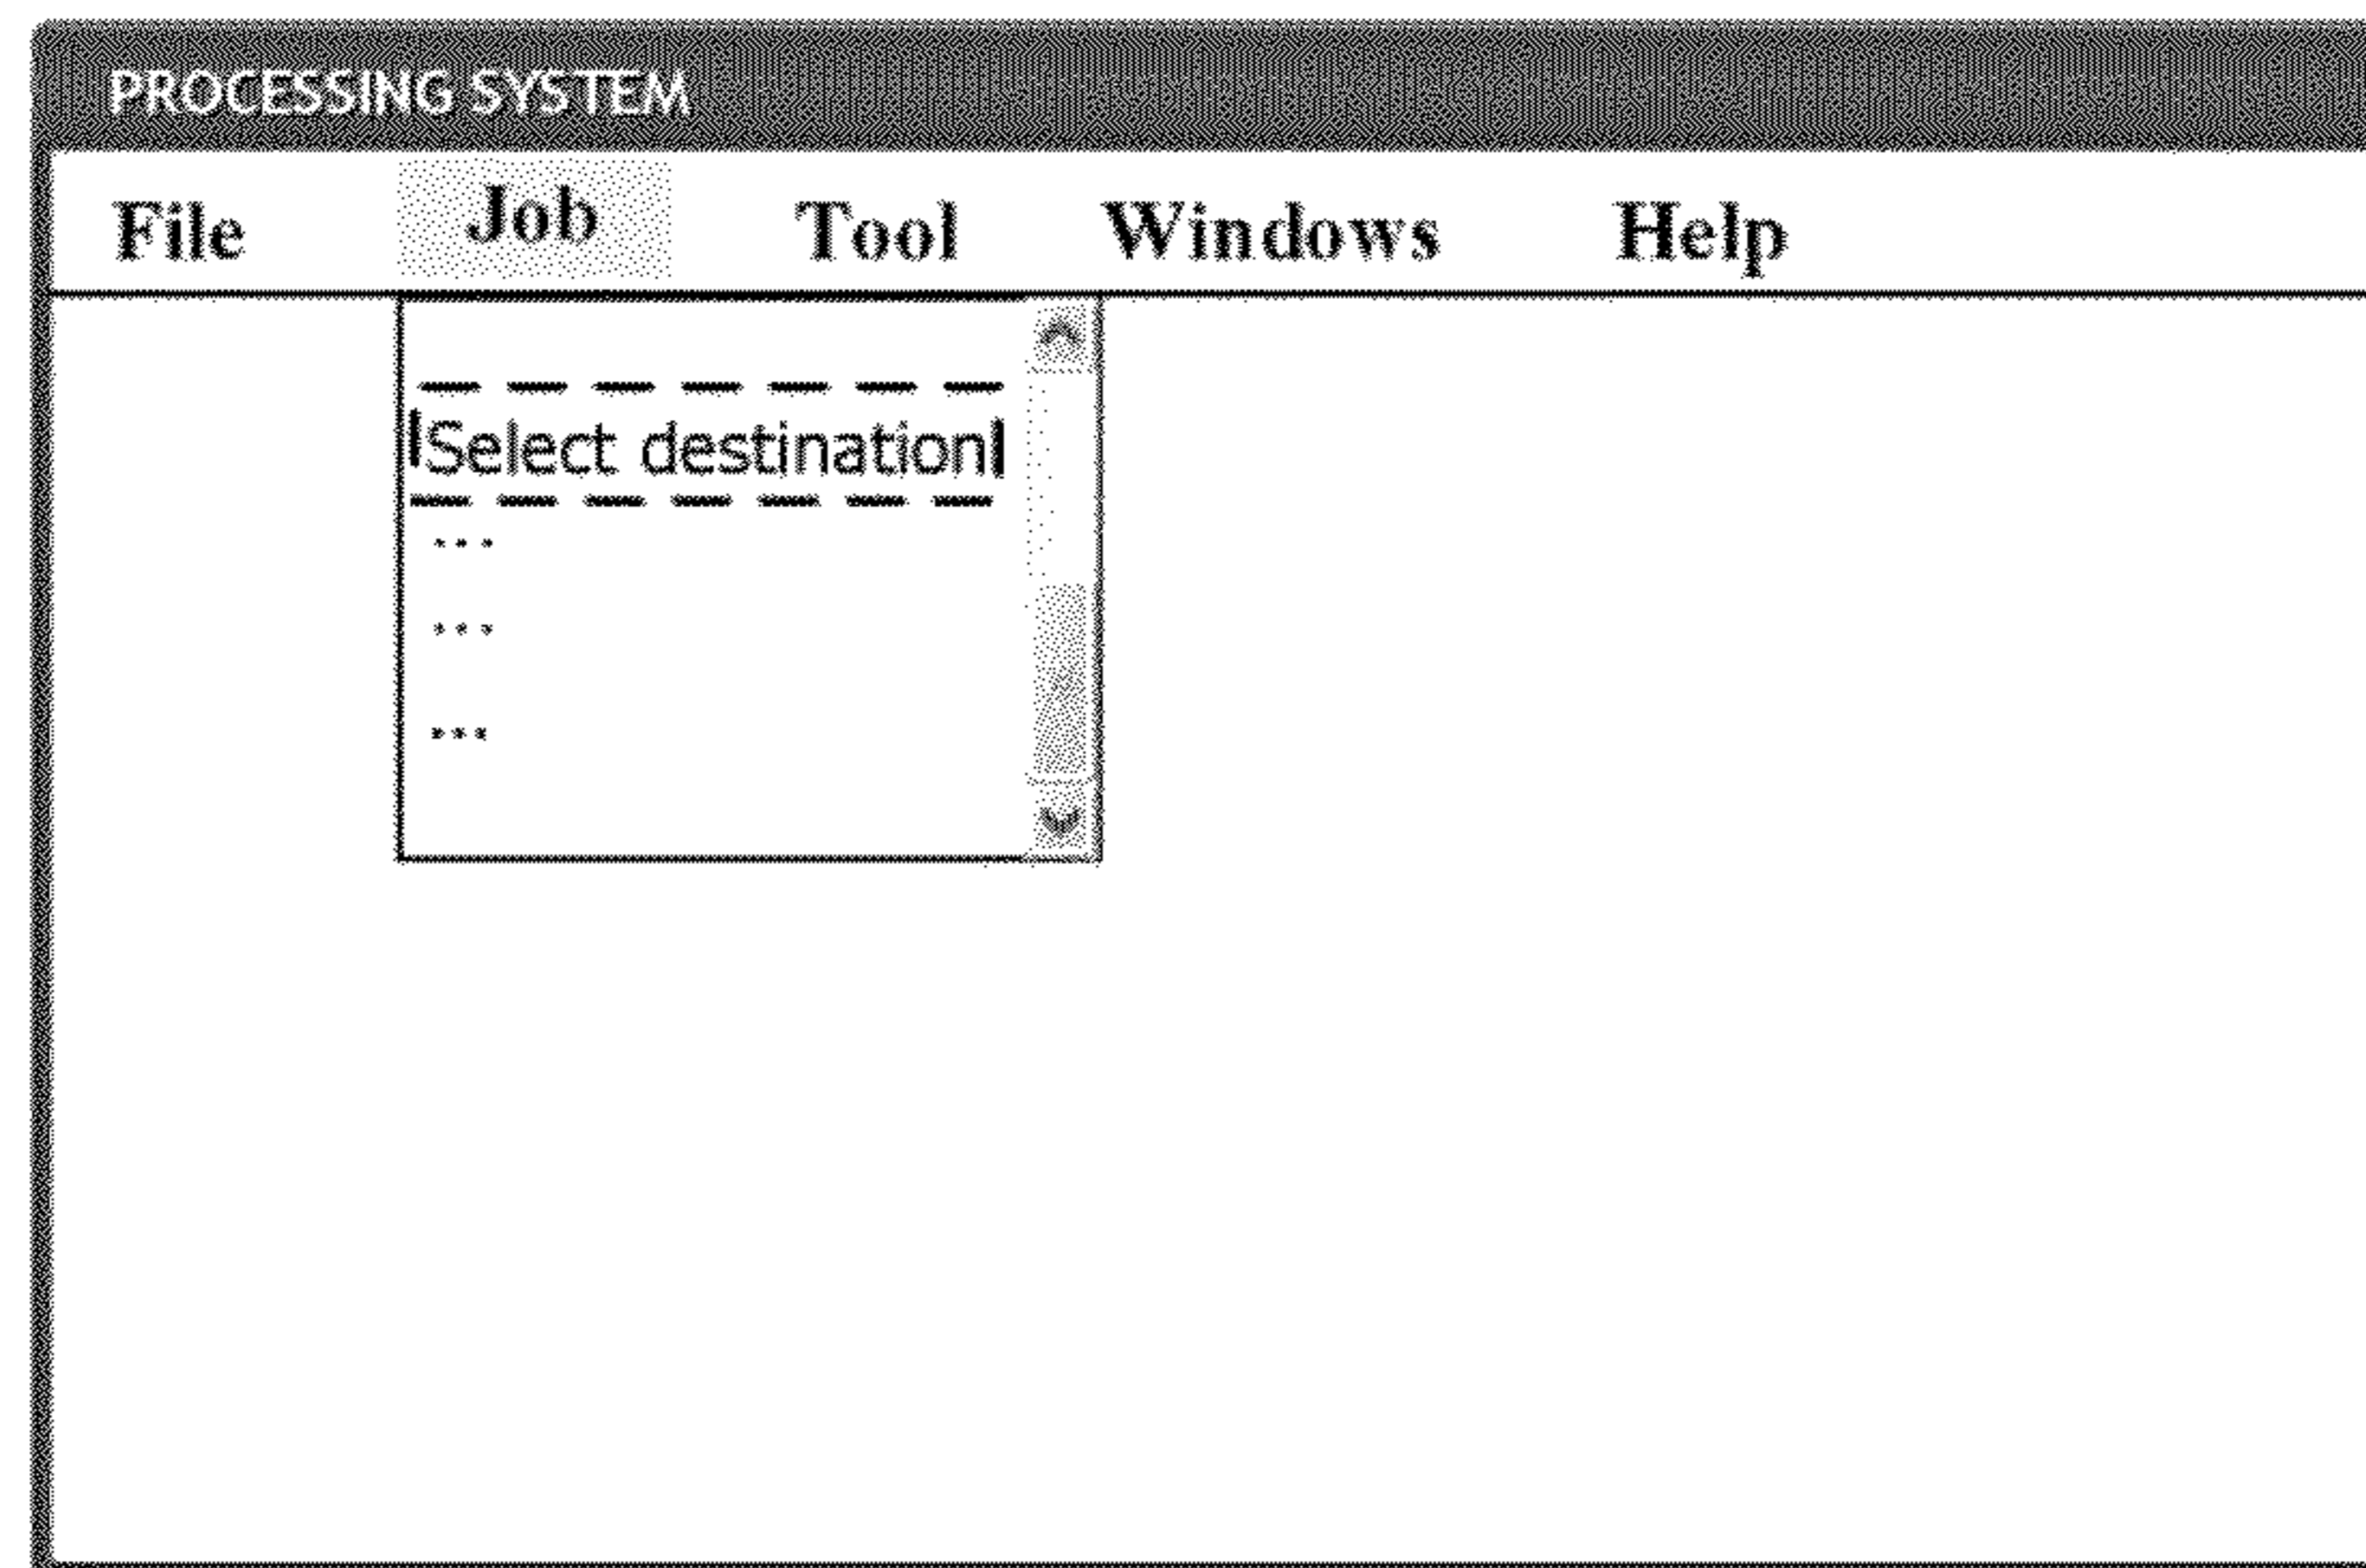 PROCESSING SYSTEM
File Job Tool Windows Help
Select destination
...
...
...